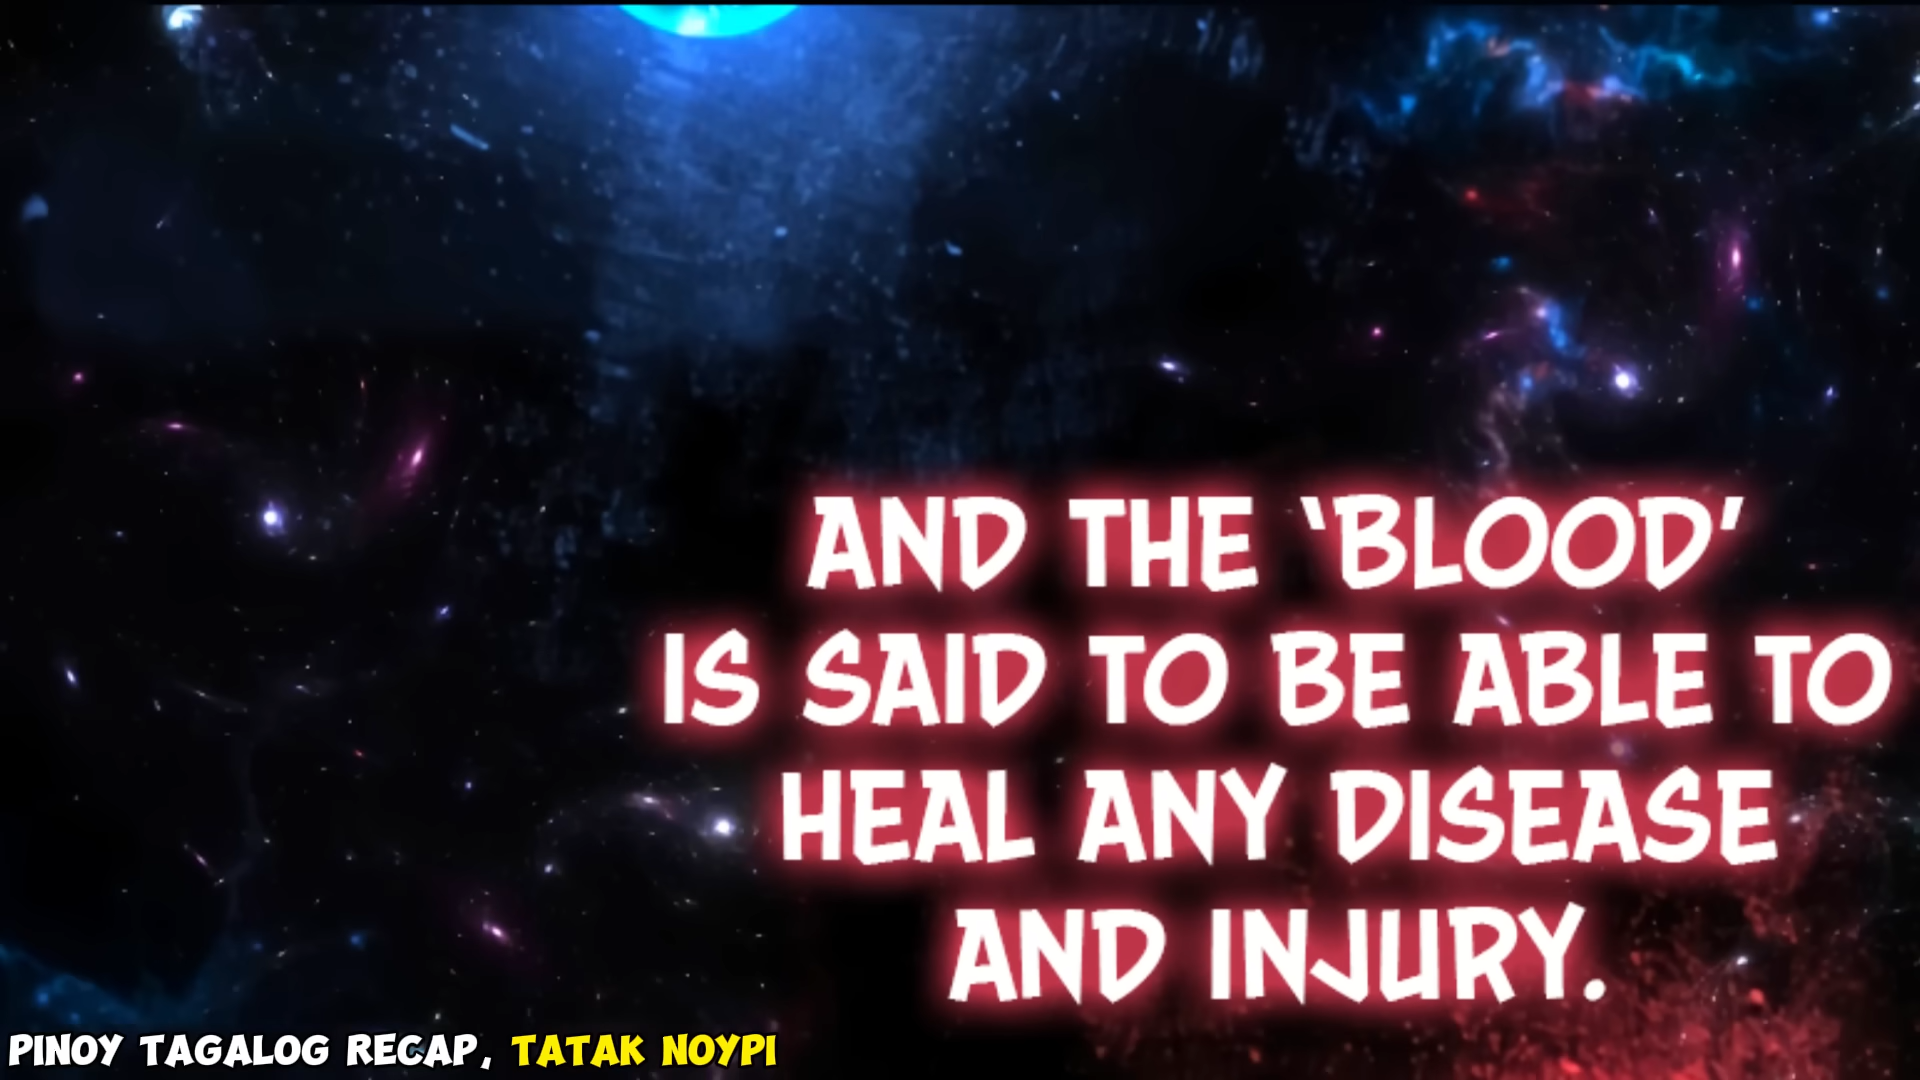 AND THE ‘BLOOD’
IS SAID TO BE ABLE TO
HEAL ANY DISEASE
AND INJURY.
PINOY TAGALOG RECAP, TATAK NOYPI